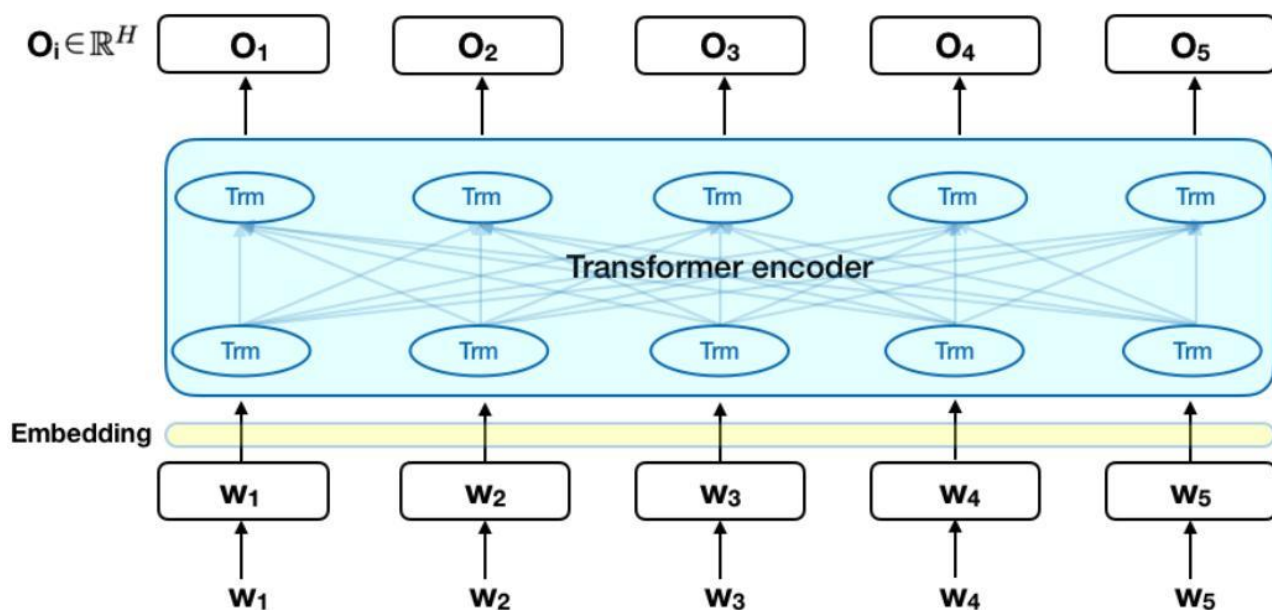 Oᵢ∈ℝᴴ O₁ O₂ O₃ O₄ O₅
Trm Trm Trm Trm Trm
Transformer encoder
Trm Trm Trm Trm Trm
Embedding
w₁ w₂ w₃ w₄ w₅
w₁ w₂ w₃ w₄ w₅